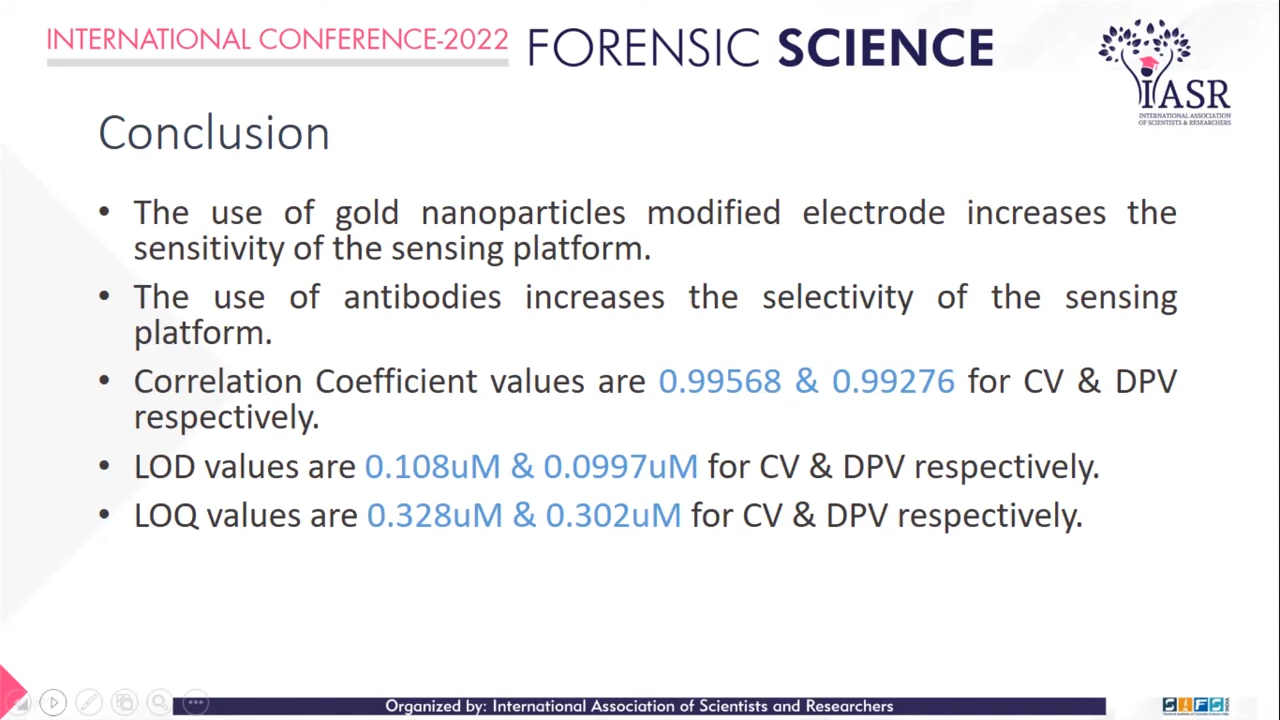 INTERNATIONAL CONFERENCE-2022 FORENSIC SCIENCE
IASR
INTERNATIONAL ASSOCIATION
OF SCIENTISTS & RESEARCHERS
Conclusion
• The use of gold nanoparticles modified electrode increases the
sensitivity of the sensing platform.
• The use of antibodies increases the selectivity of the sensing
platform.
• Correlation Coefficient values are 0.99568 & 0.99276 for CV & DPV
respectively.
• LOD values are 0.108uM & 0.0997uM for CV & DPV respectively.
• LOQ values are 0.328uM & 0.302uM for CV & DPV respectively.
Organized by: International Association of Scientists and Researchers
SIFS
INDIA